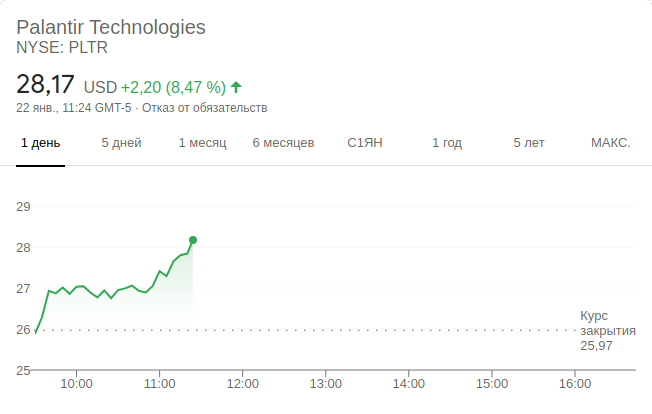 Palantir Technologies
NYSE: PLTR
28,17 USD +2,20 (8,47 %)
22 янв., 11:24 GMT-5 · Отказ от обязательств
1 день 5 дней 1 месяц 6 месяцев С1ЯН 1 год 5 лет МАКС.
29
28
27
26
25
Курс
закрытия
25,97
10:00 11:00 12:00 13:00 14:00 15:00 16:00